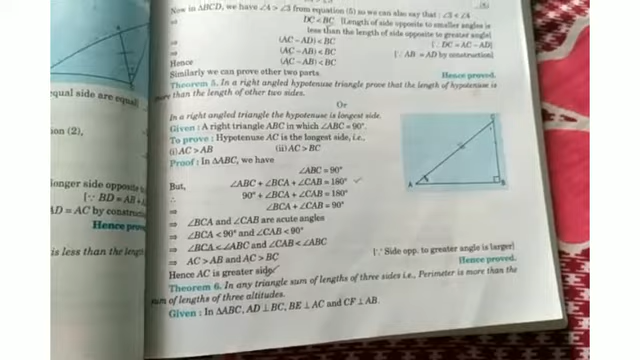 equal side are equal
ion (2),
longer side opposite to
[∵ BD = AB +
AD = AC by construction
Hence proved
is less than the length
Now in ΔBCD, we have ∠4 > ∠3 from equation (5) so we can also say that : ∠3 < ∠4
⇒ DC < BC [Length of side opposite to smaller angles is
less than the length of side opposite to greater angle]
⇒ (AC – AD) < BC [∵ DC = AC – AD]
⇒ (AC – AB) < BC [∵ AB = AD by construction]
Hence (AC – AB) < BC
Similarly we can prove other two parts. Hence proved.
Theorem 5. In a right angled hypotenuse triangle prove that the length of hypotenuse is
more than the length of other two sides.
Or
In a right angled triangle the hypotenuse is longest side.
Given : A right triangle ABC in which ∠ABC = 90°.
To prove : Hypotenuse AC is the longest side, i.e.,
(i) AC > AB (ii) AC > BC
Proof : In ΔABC, we have
∠ABC = 90°
But, ∠ABC + ∠BCA + ∠CAB = 180°
∴ 90° + ∠BCA + ∠CAB = 180°
⇒ ∠BCA + ∠CAB = 90°
⇒ ∠BCA and ∠CAB are acute angles
⇒ ∠BCA < 90° and ∠CAB < 90°
⇒ ∠BCA < ∠ABC and ∠CAB < ∠ABC
⇒ AC > AB and AC > BC [∵ Side opp. to greater angle is larger]
Hence AC is greater side. Hence proved.
Theorem 6. In any triangle sum of lengths of three sides i.e., Perimeter is more than the
sum of lengths of three altitudes.
Given : In ΔABC, AD ⊥ BC, BE ⊥ AC and CF ⊥ AB.
A B